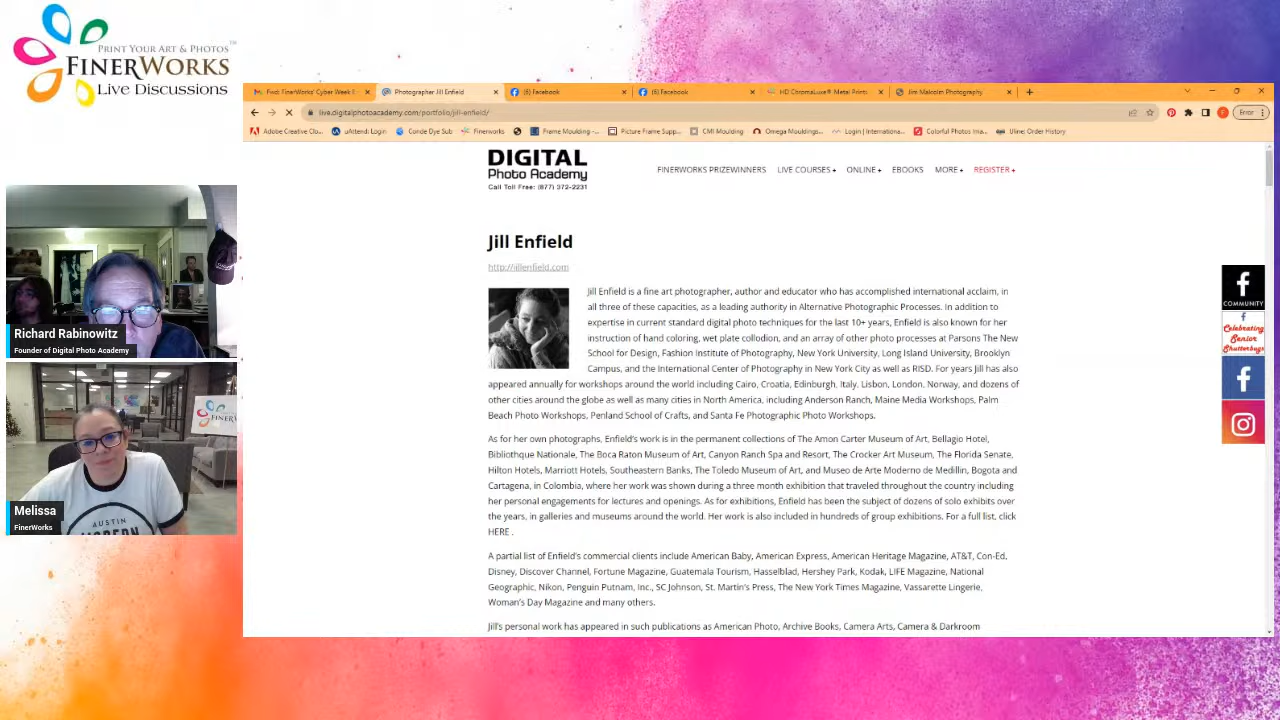 PRINT YOUR ART & PHOTOS™
FINERWORKS
Live Discussions
Richard Rabinowitz
Founder of Digital Photo Academy
AUSTIN
Melissa
FinerWorks
Photographer Jill Enfield
(6) Facebook
(6) Facebook
HD ChromaLuxe® Metal Prints
Jim Malcolm Photography
live.digitalphotoacademy.com/portfolio/jill-enfield/
Error
Adobe Creative Clo...
uAttend: Login
Conde Dye Sub
Finerworks
Frame Moulding -...
Picture Frame Supp...
CMI Moulding
Omega Mouldings...
Login | Internationa...
Colorful Photos Ima...
Uline: Order History
DIGITAL
Photo Academy
Call Toll Free: (877) 372-2231
FINERWORKS PRIZEWINNERS
LIVE COURSES +
ONLINE +
EBOOKS
MORE +
REGISTER +
Jill Enfield
http://jillenfield.com
Jill Enfield is a fine art photographer, author and educator who has accomplished international acclaim, in
all three of these capacities, as a leading authority in Alternative Photographic Processes. In addition to
expertise in current standard digital photo techniques for the last 10+ years, Enfield is also known for her
instruction of hand coloring, wet plate collodion, and an array of other photo processes at Parsons The New
School for Design, Fashion Institute of Photography, New York University, Long Island University, Brooklyn
Campus, and the International Center of Photography in New York City as well as RISD. For years Jill has also
appeared annually for workshops around the world including Cairo, Croatia, Edinburgh, Italy, Lisbon, London, Norway, and dozens of
other cities around the globe as well as many cities in North America, including Anderson Ranch, Maine Media Workshops, Palm
Beach Photo Workshops, Penland School of Crafts, and Santa Fe Photographic Photo Workshops.
As for her own photographs, Enfield's work is in the permanent collections of The Amon Carter Museum of Art, Bellagio Hotel,
Bibliothque Nationale, The Boca Raton Museum of Art, Canyon Ranch Spa and Resort, The Crocker Art Museum, The Florida Senate,
Hilton Hotels, Marriott Hotels, Southeastern Banks, The Toledo Museum of Art, and Museo de Arte Moderno de Medillin, Bogota and
Cartagena, in Colombia, where her work was shown during a three month exhibition that traveled throughout the country including
her personal engagements for lectures and openings. As for exhibitions, Enfield has been the subject of dozens of solo exhibits over
the years, in galleries and museums around the world. Her work is also included in hundreds of group exhibitions. For a full list, click
HERE .
A partial list of Enfield's commercial clients include American Baby, American Express, American Heritage Magazine, AT&T, Con-Ed,
Disney, Discover Channel, Fortune Magazine, Guatemala Tourism, Hasselblad, Hershey Park, Kodak, LIFE Magazine, National
Geographic, Nikon, Penguin Putnam, Inc., SC Johnson, St. Martin's Press, The New York Times Magazine, Vassarette Lingerie,
Woman's Day Magazine and many others.
Jill's personal work has appeared in such publications as American Photo, Archive Books, Camera Arts, Camera & Darkroom
COMMUNITY
Celebrating
Senior
Shutterbugs